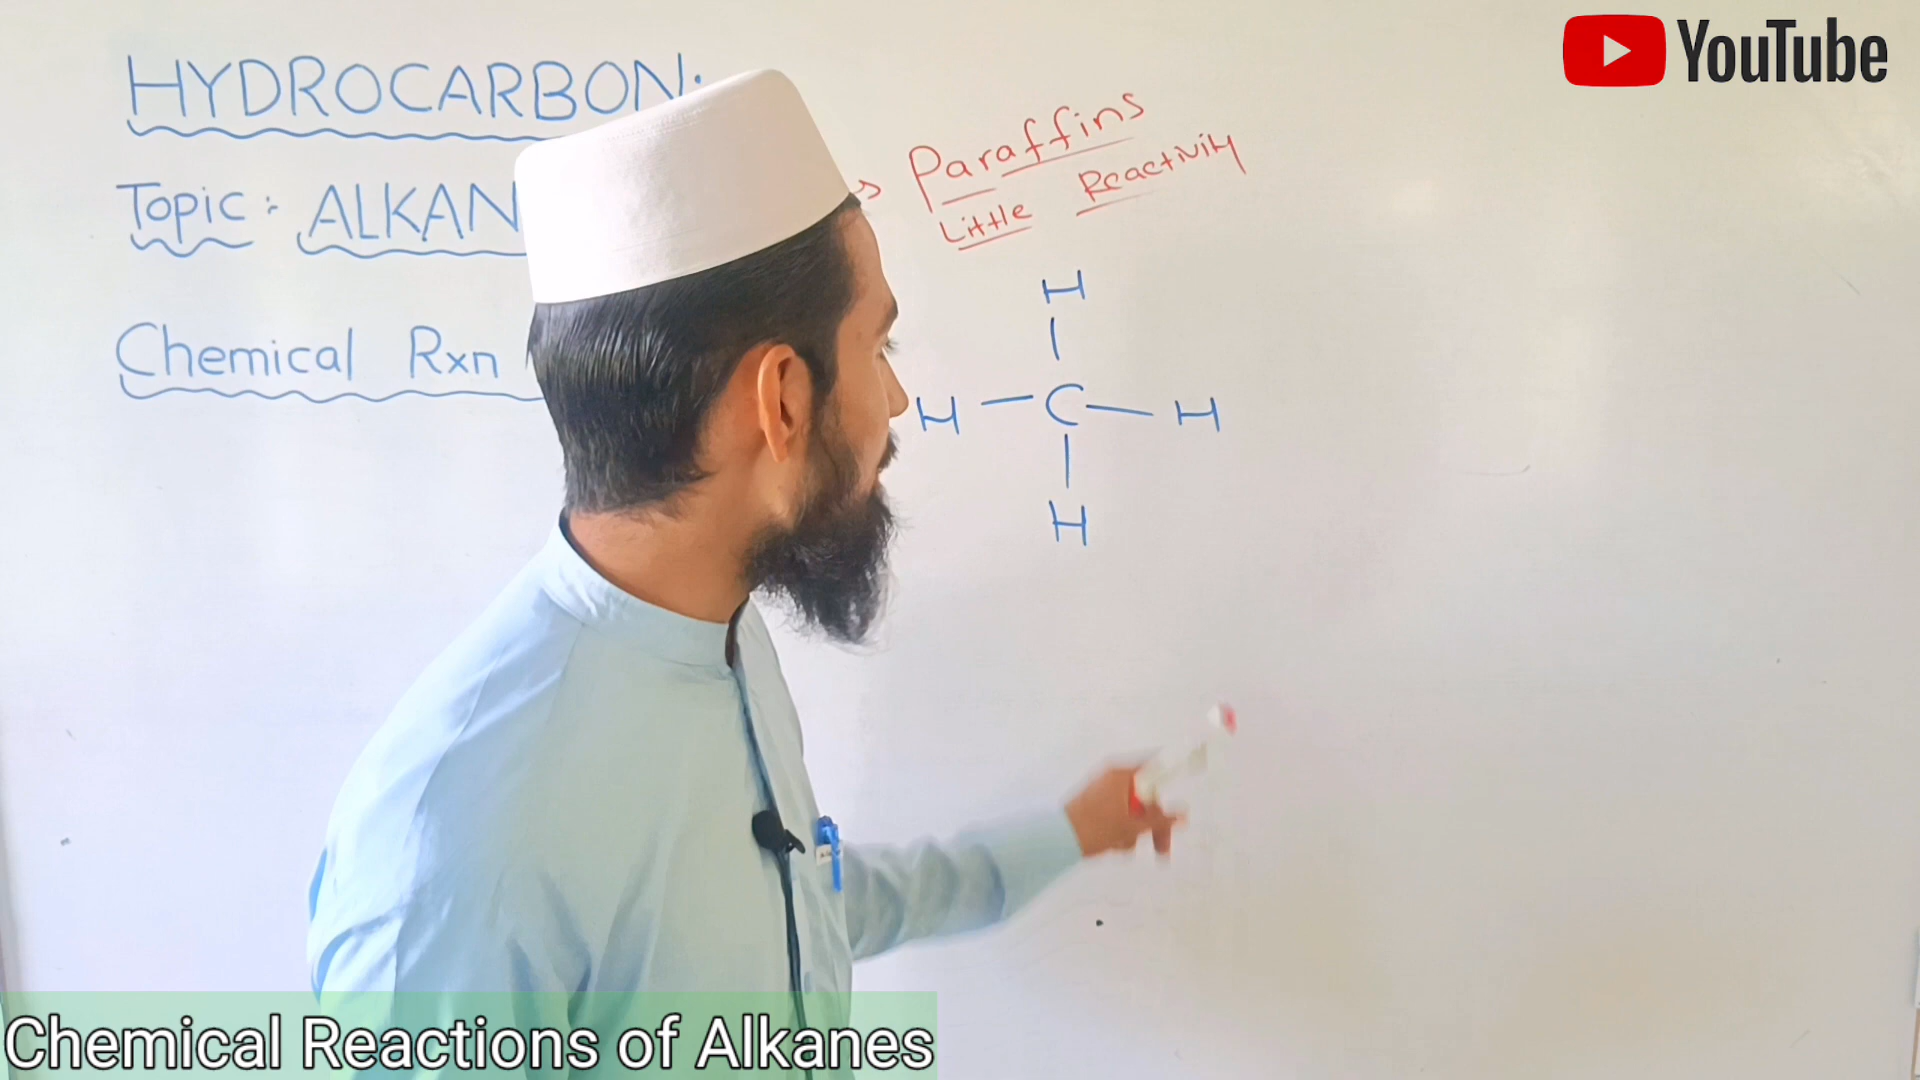 YouTube
HYDROCARBON:
Topic: ALKAN
Paraffins
Little Reactivity
Chemical Rxn
H
H - C - H
H
Chemical Reactions of Alkanes